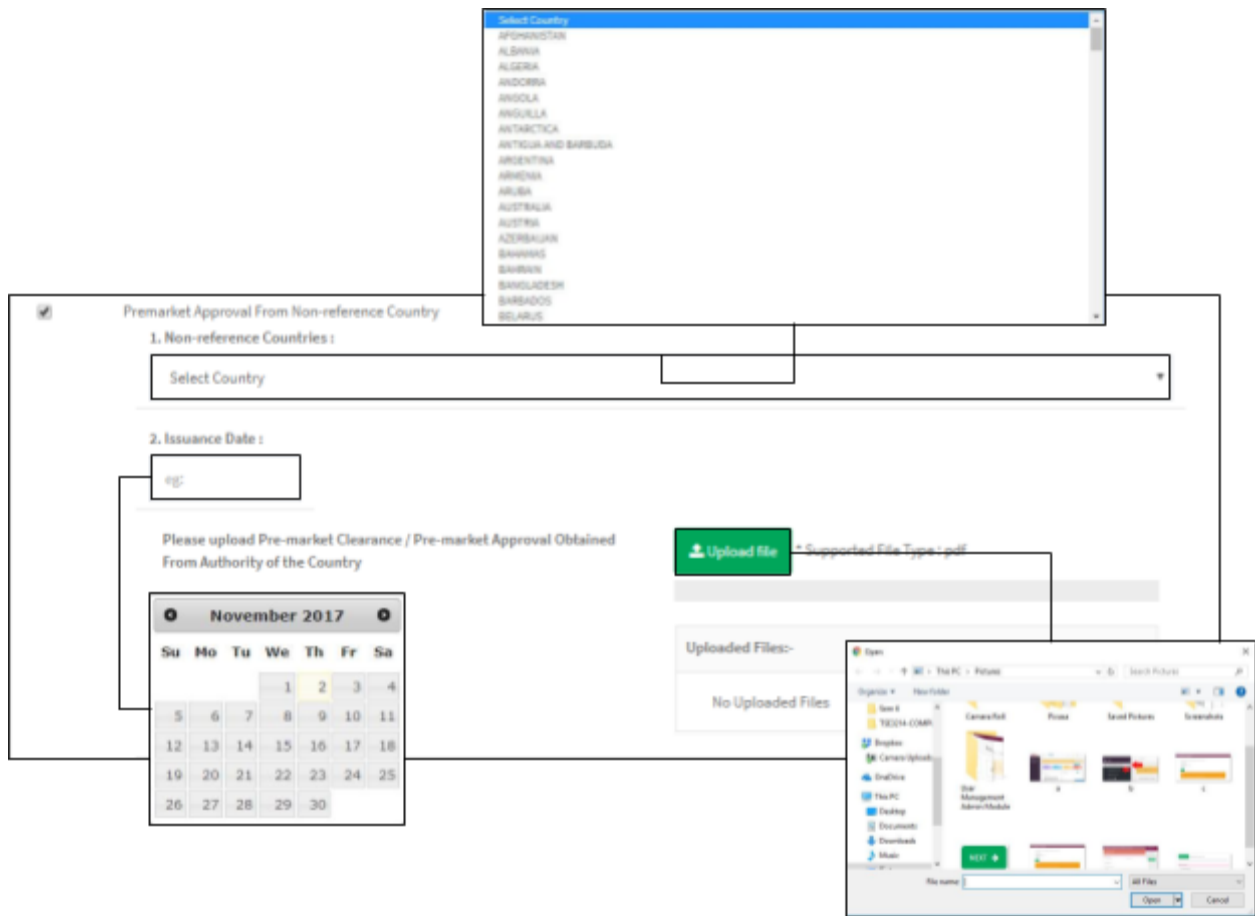 Select Country
AFGHANISTAN
ALBANIA
ALGERIA
ANDORRA
ANGOLA
ANGUILLA
ANTARCTICA
ANTIGUA AND BARBUDA
ARGENTINA
ARMENIA
ARUBA
AUSTRALIA
AUSTRIA
AZERBAIJAN
BAHAMAS
BAHRAIN
BANGLADESH
BARBADOS
BELARUS
Premarket Approval From Non-reference Country
1. Non-reference Countries :
Select Country
2. Issuance Date :
eg:
Please upload Pre-market Clearance / Pre-market Approval Obtained
From Authority of the Country
Upload file * Supported File Type : pdf
November 2017
Su Mo Tu We Th Fr Sa
1 2 3 4
5 6 7 8 9 10 11
12 13 14 15 16 17 18
19 20 21 22 23 24 25
26 27 28 29 30
Uploaded Files:-
No Uploaded Files
Open
This PC > Pictures
Search Pictures
Organize New folder
Camera Roll Picasa Saved Pictures Screenshots
Dropbox
Camera Uploads
OneDrive
This PC
Desktop
Documents
Downloads
Music
User
Management
Admin Module
a b c
NEXT
File name:
All Files
Open Cancel